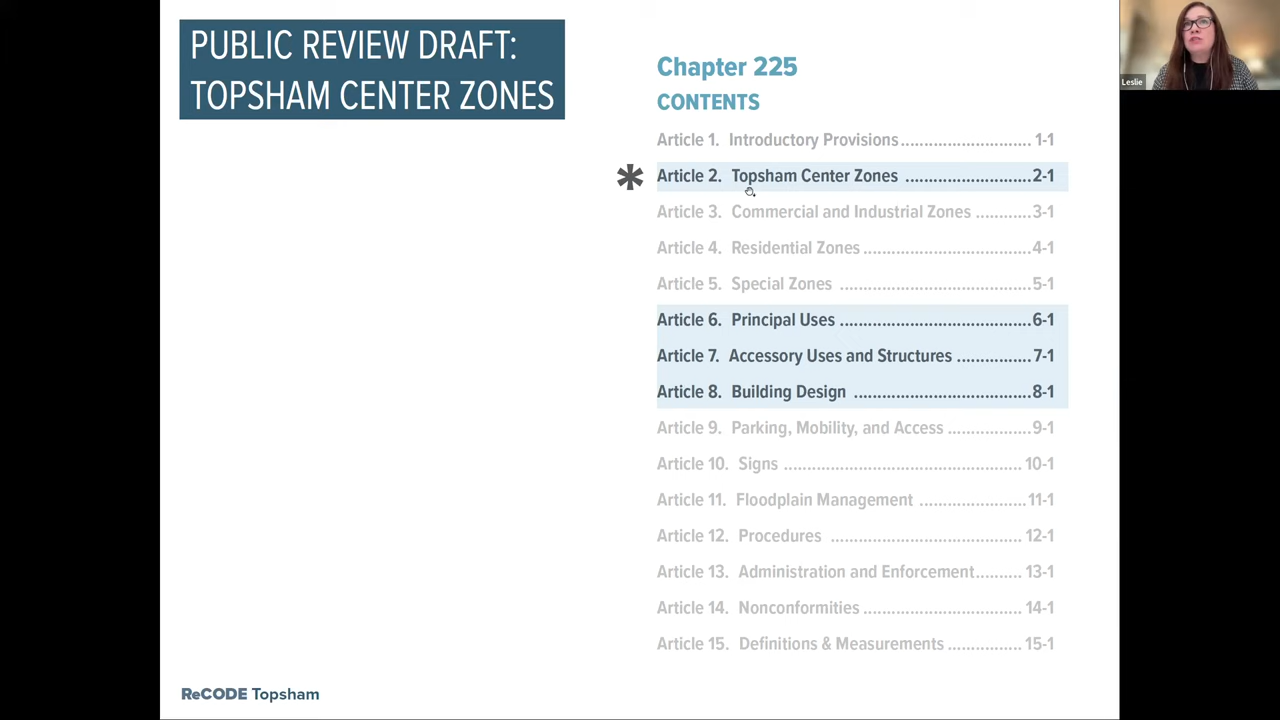 PUBLIC REVIEW DRAFT:
TOPSHAM CENTER ZONES
Leslie
Chapter 225
CONTENTS
Article 1. Introductory Provisions.......................... 1-1
* Article 2. Topsham Center Zones .........................2-1
Article 3. Commercial and Industrial Zones ...........3-1
Article 4. Residential Zones..................................4-1
Article 5. Special Zones .......................................5-1
Article 6. Principal Uses .......................................6-1
Article 7. Accessory Uses and Structures ...............7-1
Article 8. Building Design .....................................8-1
Article 9. Parking, Mobility, and Access .................9-1
Article 10. Signs ................................................ 10-1
Article 11. Floodplain Management .....................11-1
Article 12. Procedures ....................................... 12-1
Article 13. Administration and Enforcement.......... 13-1
Article 14. Nonconformities ................................ 14-1
Article 15. Definitions & Measurements ............... 15-1
ReCODE Topsham